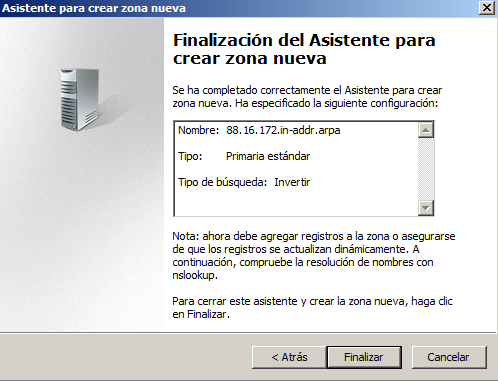 Asistente para crear zona nueva
Finalización del Asistente para
crear zona nueva
Se ha completado correctamente el Asistente para crear
zona nueva. Ha especificado la siguiente configuración:
Nombre: 88.16.172.in-addr.arpa
Tipo: Primaria estándar
Tipo de búsqueda: Invertir
Nota: ahora debe agregar registros a la zona o asegurarse
de que los registros se actualizan dinámicamente. A
continuación, compruebe la resolución de nombres con
nslookup.
Para cerrar este asistente y crear la zona nueva, haga clic
en Finalizar.
< Atrás Finalizar Cancelar